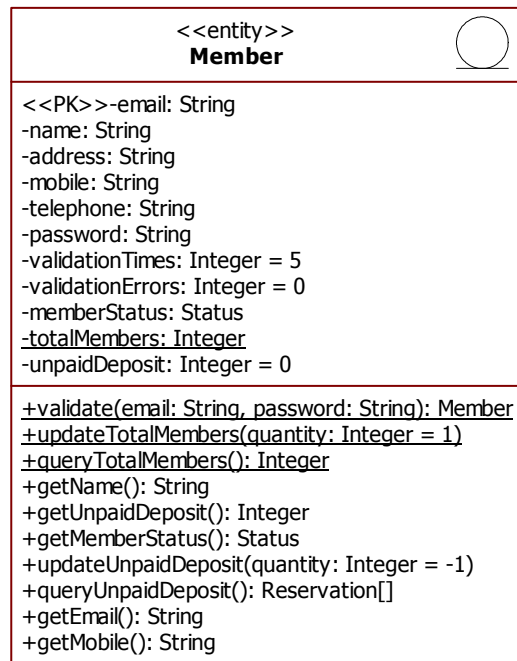 <<entity>>
Member
<<PK>>-email: String
-name: String
-address: String
-mobile: String
-telephone: String
-password: String
-validationTimes: Integer = 5
-validationErrors: Integer = 0
-memberStatus: Status
-totalMembers: Integer
-unpaidDeposit: Integer = 0
+validate(email: String, password: String): Member
+updateTotalMembers(quantity: Integer = 1)
+queryTotalMembers(): Integer
+getName(): String
+getUnpaidDeposit(): Integer
+getMemberStatus(): Status
+updateUnpaidDeposit(quantity: Integer = -1)
+queryUnpaidDeposit(): Reservation[]
+getEmail(): String
+getMobile(): String